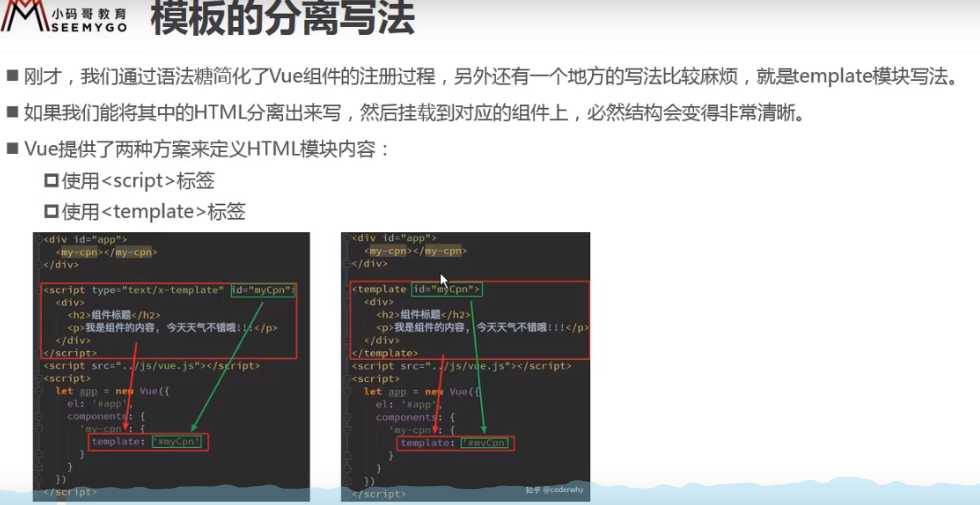 小码哥教育
SEEMYGO
模板的分离写法
刚才，我们通过语法糖简化了Vue组件的注册过程，另外还有一个地方的写法比较麻烦，就是template模块写法。
如果我们能将其中的HTML分离出来写，然后挂载到对应的组件上，必然结构会变得非常清晰。
Vue提供了两种方案来定义HTML模块内容：
使用<script>标签
使用<template>标签
<div id="app">
<my-cpn></my-cpn>
</div>
<script type="text/x-template" id="myCpn">
<div>
<h2>组件标题</h2>
<p>我是组件的内容, 今天天气不错哦!!!</p>
</div>
</script>
<script src="../js/vue.js"></script>
<script>
let app = new Vue({
el: '#app',
components: {
'my-cpn': {
template: '#myCpn'
}
}
})
</script>
<div id="app">
<my-cpn></my-cpn>
</div>
<template id="myCpn">
<div>
<h2>组件标题</h2>
<p>我是组件的内容, 今天天气不错哦!!!</p>
</div>
</template>
<script src="../js/vue.js"></script>
<script>
let app = new Vue({
el: '#app',
components: {
'my-cpn': {
template: '#myCpn'
}
}
})
</script>
知乎 @coderwhy